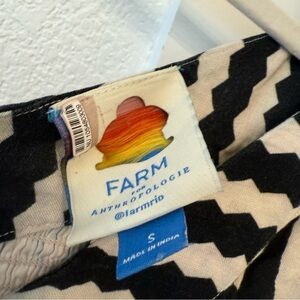 FARM
FOR
ANTHROPOLOGIE
@farmrio
S
MADE IN INDIA